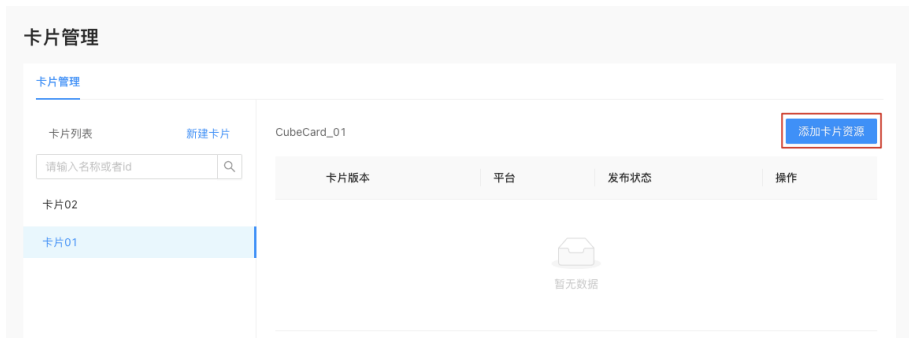 卡片管理
卡片管理
卡片列表 新建卡片
请输入名称或者id
卡片02
卡片01
CubeCard_01 添加卡片资源
卡片版本 平台 发布状态 操作
暂无数据